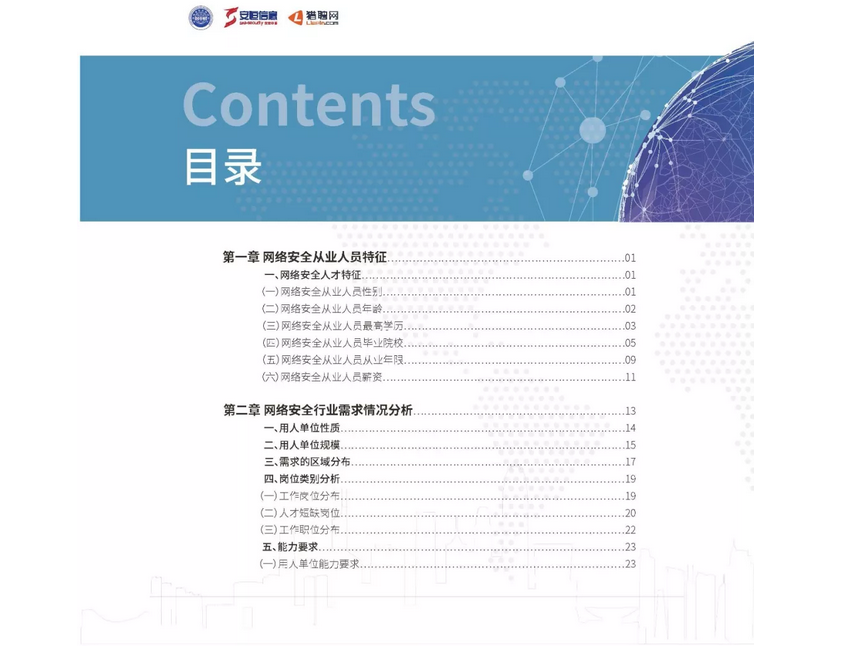 安恒信息
猎聘网
Liepin.com
Contents
目录
第一章 网络安全从业人员特征............01
一、网络安全人才特征............01
(一)网络安全从业人员性别............01
(二)网络安全从业人员年龄............02
(三)网络安全从业人员最高学历............03
(四)网络安全从业人员毕业院校............05
(五)网络安全从业人员从业年限............09
(六)网络安全从业人员薪资............11
第二章 网络安全行业需求情况分析............13
一、用人单位性质............14
二、用人单位规模............15
三、需求的区域分布............17
四、岗位类别分析............19
(一)工作岗位分布............19
(二)人才短缺岗位............20
(三)工作职位分布............22
五、能力要求............23
(一)用人单位能力要求............23